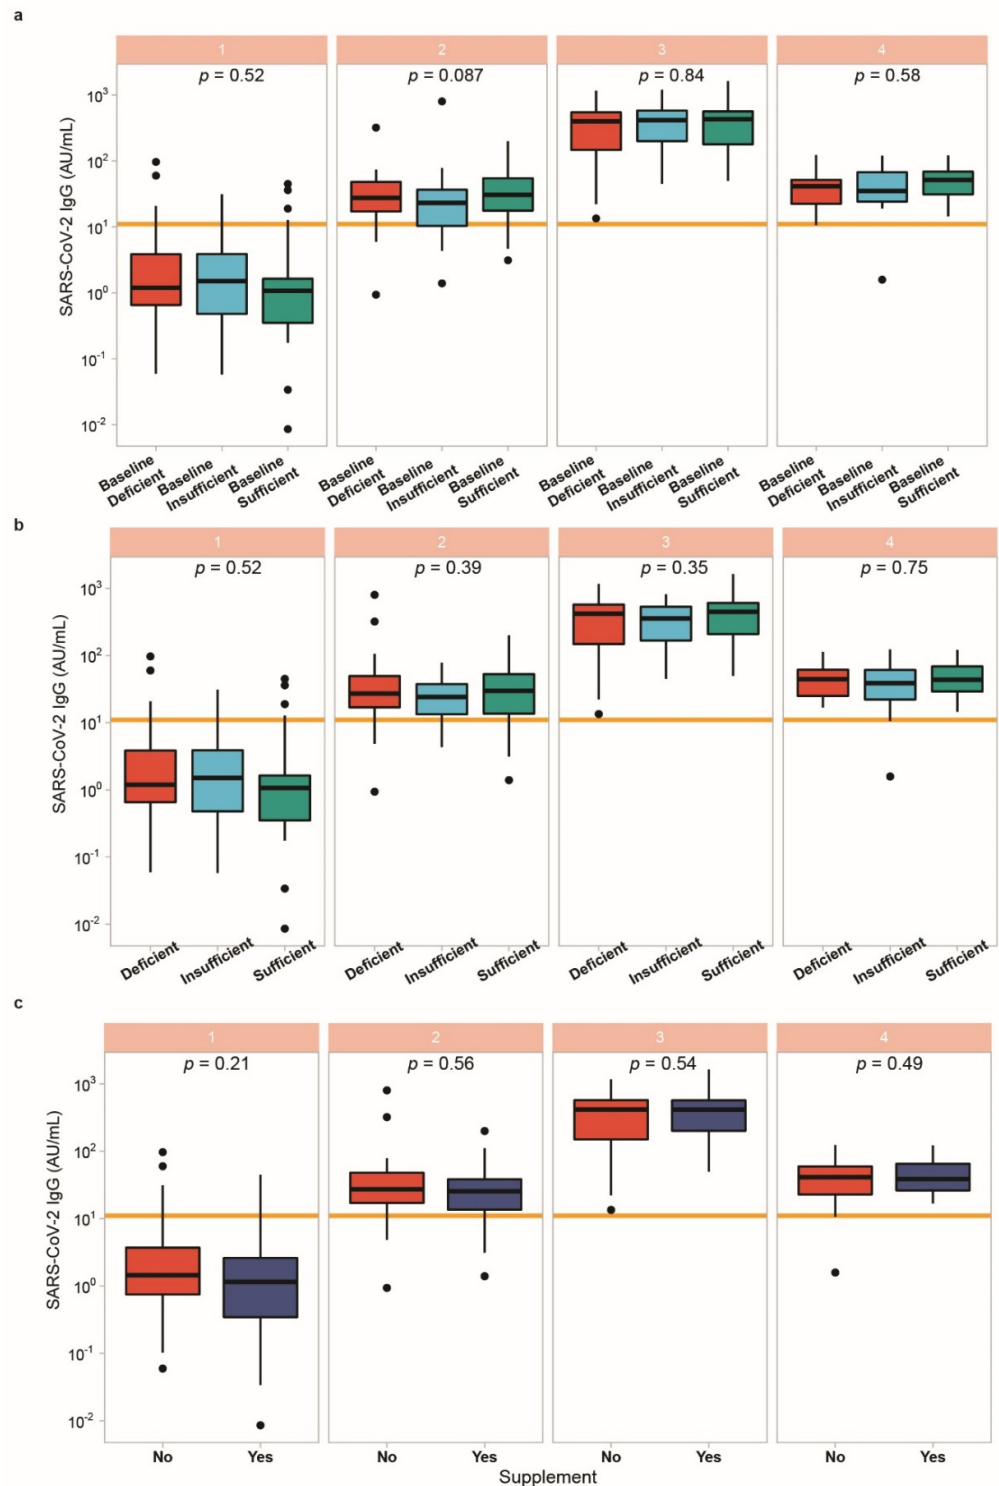 a
1 2 3 4
p = 0.52 p = 0.087 p = 0.84 p = 0.58
SARS-CoV-2 IgG (AU/mL)
10³
10²
10¹
10⁰
10⁻¹
10⁻²
Baseline Deficient Baseline Insufficient Baseline Sufficient Baseline Deficient Baseline Insufficient Baseline Sufficient Baseline Deficient Baseline Insufficient Baseline Sufficient Baseline Deficient Baseline Insufficient Baseline Sufficient
b
1 2 3 4
p = 0.52 p = 0.39 p = 0.35 p = 0.75
SARS-CoV-2 IgG (AU/mL)
10³
10²
10¹
10⁰
10⁻¹
10⁻²
Deficient Insufficient Sufficient Deficient Insufficient Sufficient Deficient Insufficient Sufficient Deficient Insufficient Sufficient
c
1 2 3 4
p = 0.21 p = 0.56 p = 0.54 p = 0.49
SARS-CoV-2 IgG (AU/mL)
10³
10²
10¹
10⁰
10⁻¹
10⁻²
No Yes No Yes No Yes No Yes
Supplement